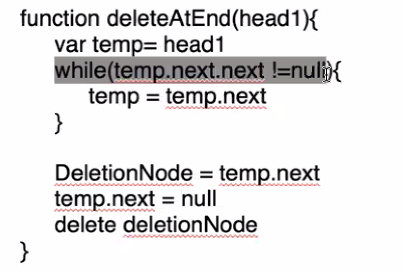 function deleteAtEnd(head1){
var temp= head1
while(temp.next.next !=null){
temp = temp.next
}
DeletionNode = temp.next
temp.next = null
delete deletionNode
}